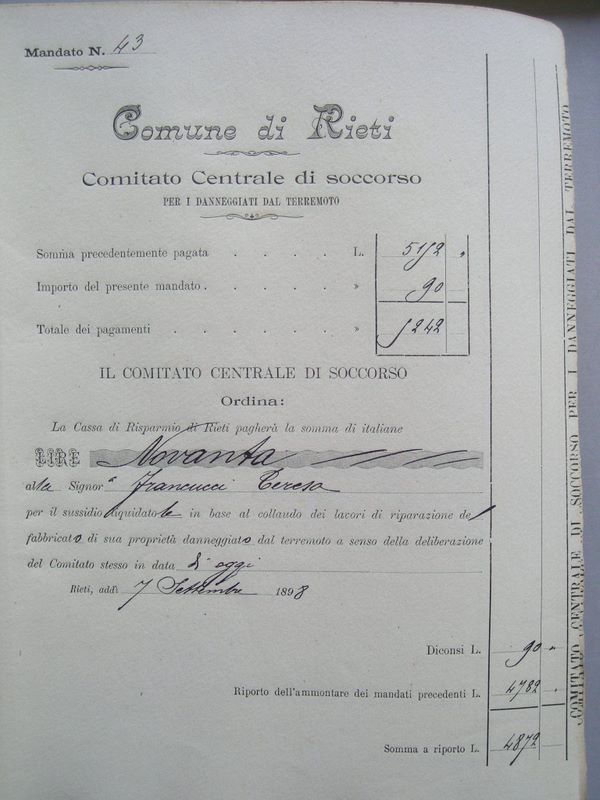 Mandato N. 43
Comune di Rieti
Comitato Centrale di soccorso
PER I DANNEGGIATI DAL TERREMOTO
Somma precedentemente pagata . . . . L. 5152 "
Importo del presente mandato . . . . » 90
Totale dei pagamenti . . . . . » 5242
IL COMITATO CENTRALE DI SOCCORSO
Ordina:
La Cassa di Risparmio di Rieti pagherà la somma di italiane
LIRE Novanta
alla Signora Francucci Teresa
per il sussidio liquidatole in base al collaudo dei lavori di riparazione del
fabbricato di sua proprietà danneggiato dal terremoto a senso della deliberazione
del Comitato stesso in data d'oggi
Rieti, addì 7 Settembre 1898
Diconsi L. 90 "
Riporto dell'ammontare dei mandati precedenti L. 4782 "
Somma a riporto L. 4872
COMITATO CENTRALE DI SOCCORSO PER I DANNEGGIATI DAL TERREMOTO